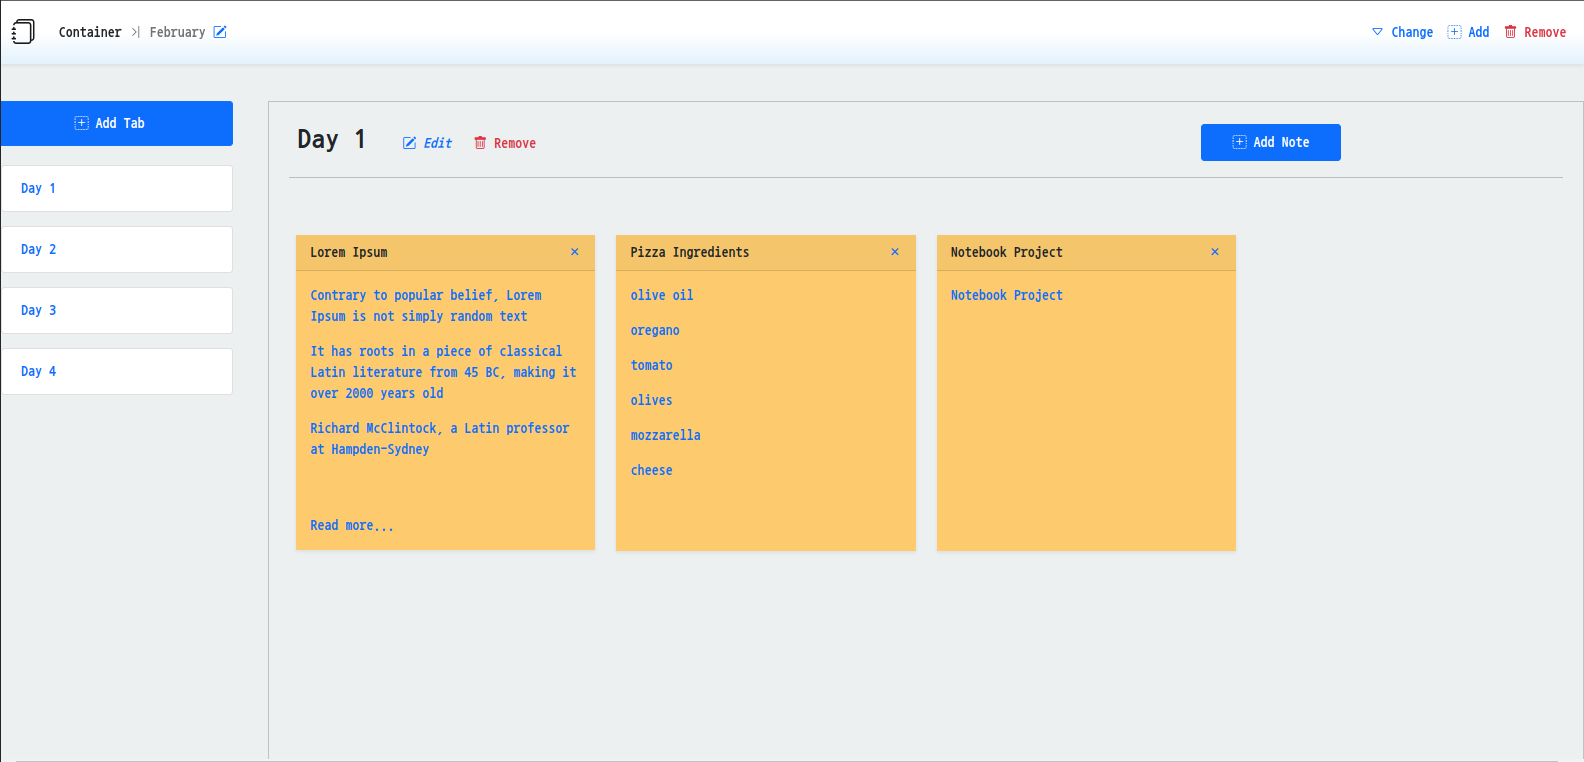 Container >| February
Change Add Remove
Add Tab
Day 1
Day 2
Day 3
Day 4
Day 1 Edit Remove
Add Note
Lorem Ipsum ×
Contrary to popular belief, Lorem
Ipsum is not simply random text
It has roots in a piece of classical
Latin literature from 45 BC, making it
over 2000 years old
Richard McClintock, a Latin professor
at Hampden-Sydney
Read more...
Pizza Ingredients ×
olive oil
oregano
tomato
olives
mozzarella
cheese
Notebook Project ×
Notebook Project